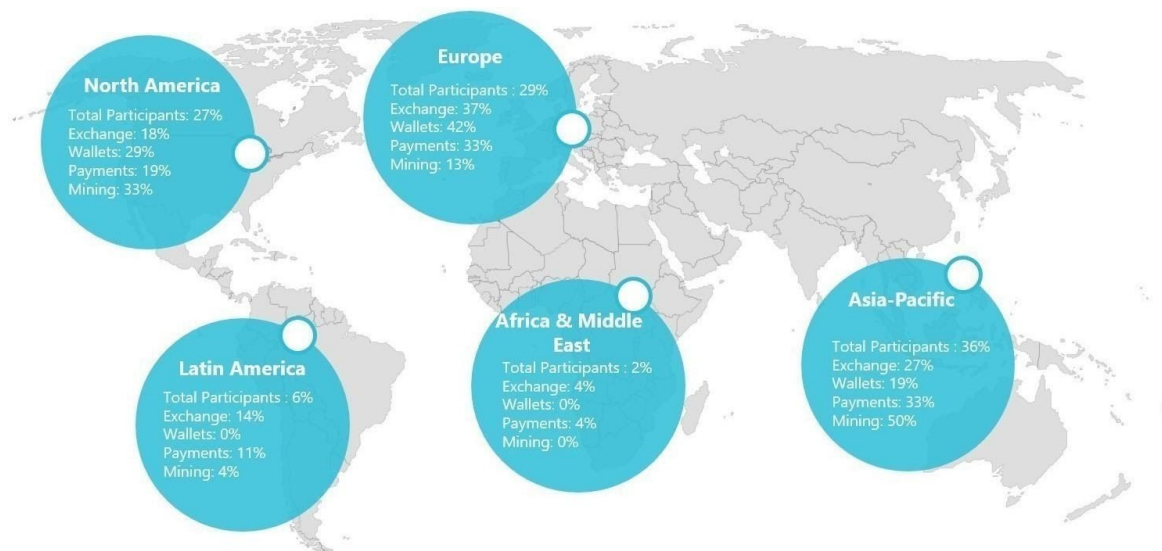 North America
Total Participants: 27%
Exchange: 18%
Wallets: 29%
Payments: 19%
Mining: 33%
Europe
Total Participants : 29%
Exchange: 37%
Wallets: 42%
Payments: 33%
Mining: 13%
Latin America
Total Participants : 6%
Exchange: 14%
Wallets: 0%
Payments: 11%
Mining: 4%
Africa & Middle
East
Total Participants : 2%
Exchange: 4%
Wallets: 0%
Payments: 4%
Mining: 0%
Asia-Pacific
Total Participants : 36%
Exchange: 27%
Wallets: 19%
Payments: 33%
Mining: 50%